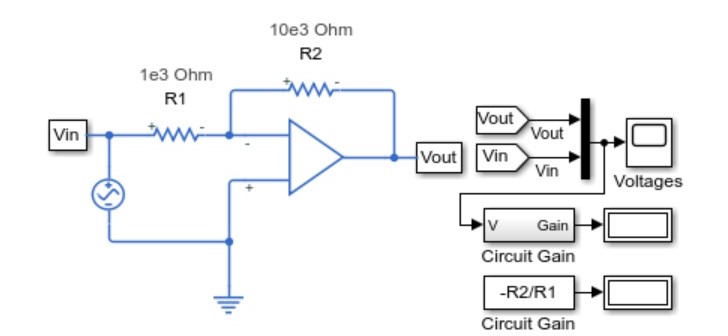 10e3 Ohm
R2
1e3 Ohm
R1
+ -
+ -
Vin
-
+
Vout
Vout
Vout
Vin
Vin
Voltages
V Gain
Circuit Gain
-R2/R1
Circuit Gain